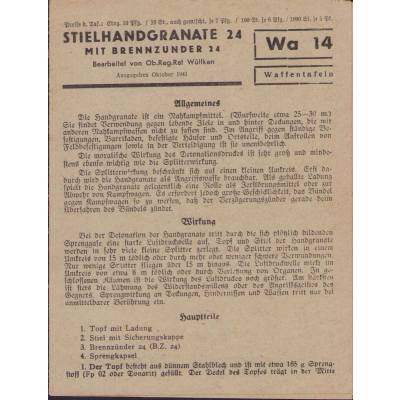 Preise d. Taf.: Einz. 20 Pfg. / 20 St., auch gemischt, je 7 Pfg. / 100 St. je 6 Pfg. / 1000 St. je 5 Pf.
STIELHANDGRANATE 24
MIT BRENNZÜNDER 24
Bearbeitet von Ob.Reg.Rat Wülfken
Ausgegeben Oktober 1943
Wa 14
Waffentafeln
Allgemeines
Die Handgranate ist ein Nahkampfmittel. (Wurfweite etwa 25—30 m.)
Sie findet Verwendung gegen lebende Ziele in und hinter Deckungen, die mit
anderen Nahkampfwaffen nicht zu fassen sind. Im Angriff gegen ständige Be-
festigungen, Barrikaden, befestigte Häuser und Ortsteile, beim Aufrollen von
Feldbefestigungen sowie in der Verteidigung ist sie unentbehrlich.
Die moralische Wirkung des Detonationsdruckes ist sehr groß und minde-
stens ebenso wichtig wie die Splitterwirkung.
Die Splitterwirkung beschränkt sich auf einen kleinen Umkreis. Erst da-
durch wird die Handgranate als Angriffswaffe brauchbar. Als geballte Ladung
spielt die Handgranate gelegentlich eine Rolle als Zerstörungsmittel oder zur
Abwehr von Kampfwagen. Es erfordert jedoch große Geschicklichkeit, das Bündel
gegen Kampfwagen so zu werfen, daß der Verzögerungszünder gerade beim
Überfahren des Bündels zündet.
Wirkung
Bei der Detonation der Handgranate tritt durch die sich plötzlich bildenden
Sprenggase eine starke Luftdruckwelle auf. Topf und Stiel der Handgranate
werden in sehr viele kleine Splitter zerlegt. Die Splitter wirken in einem
Umkreis von 15 m tödlich oder durch mehr oder weniger schwere Verwundungen.
Nur wenige Splitter fliegen über 15 m hinaus. Die Luftdruckwelle wirkt im
Umkreis von etwa 6 m tödlich oder durch Verletzung von Organen. In ge-
schlossenen Räumen ist die Wirkung des Luftdruckes noch größer. Am stärksten
ist stets die Lähmung des Widerstandswillens oder des Angriffsgeistes des
Gegners. Sprengwirkung an Deckungen, Hindernissen und Waffen tritt nur bei
unmittelbarer Berührung ein.
Hauptteile
1. Topf mit Ladung
2. Stiel mit Sicherungskappe
3. Brennzünder 24 (B.Z. 24)
4. Sprengkapsel
1. Der Topf besteht aus dünnem Stahlblech und ist mit etwa 165 g Spreng-
stoff (Fp 02 oder Donarit) gefüllt. Der Deckel des Topfes trägt in der Mitte